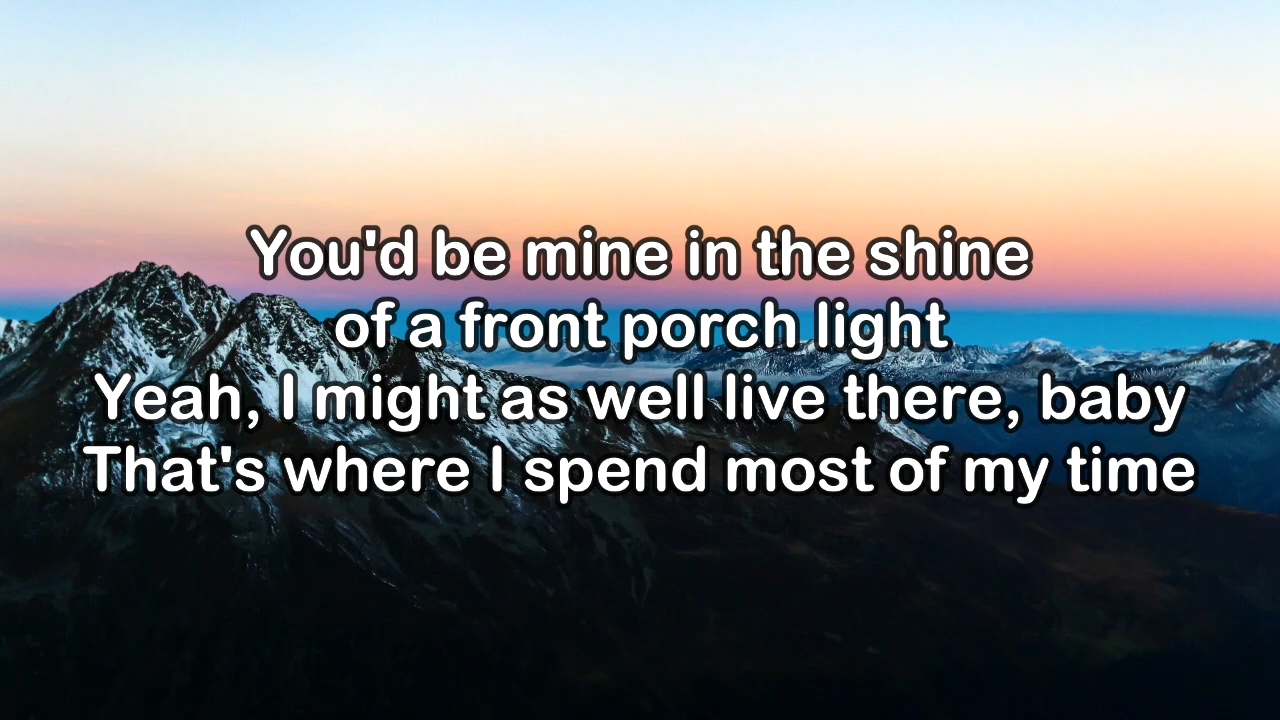 You'd be mine in the shine
of a front porch light
Yeah, I might as well live there, baby
That's where I spend most of my time